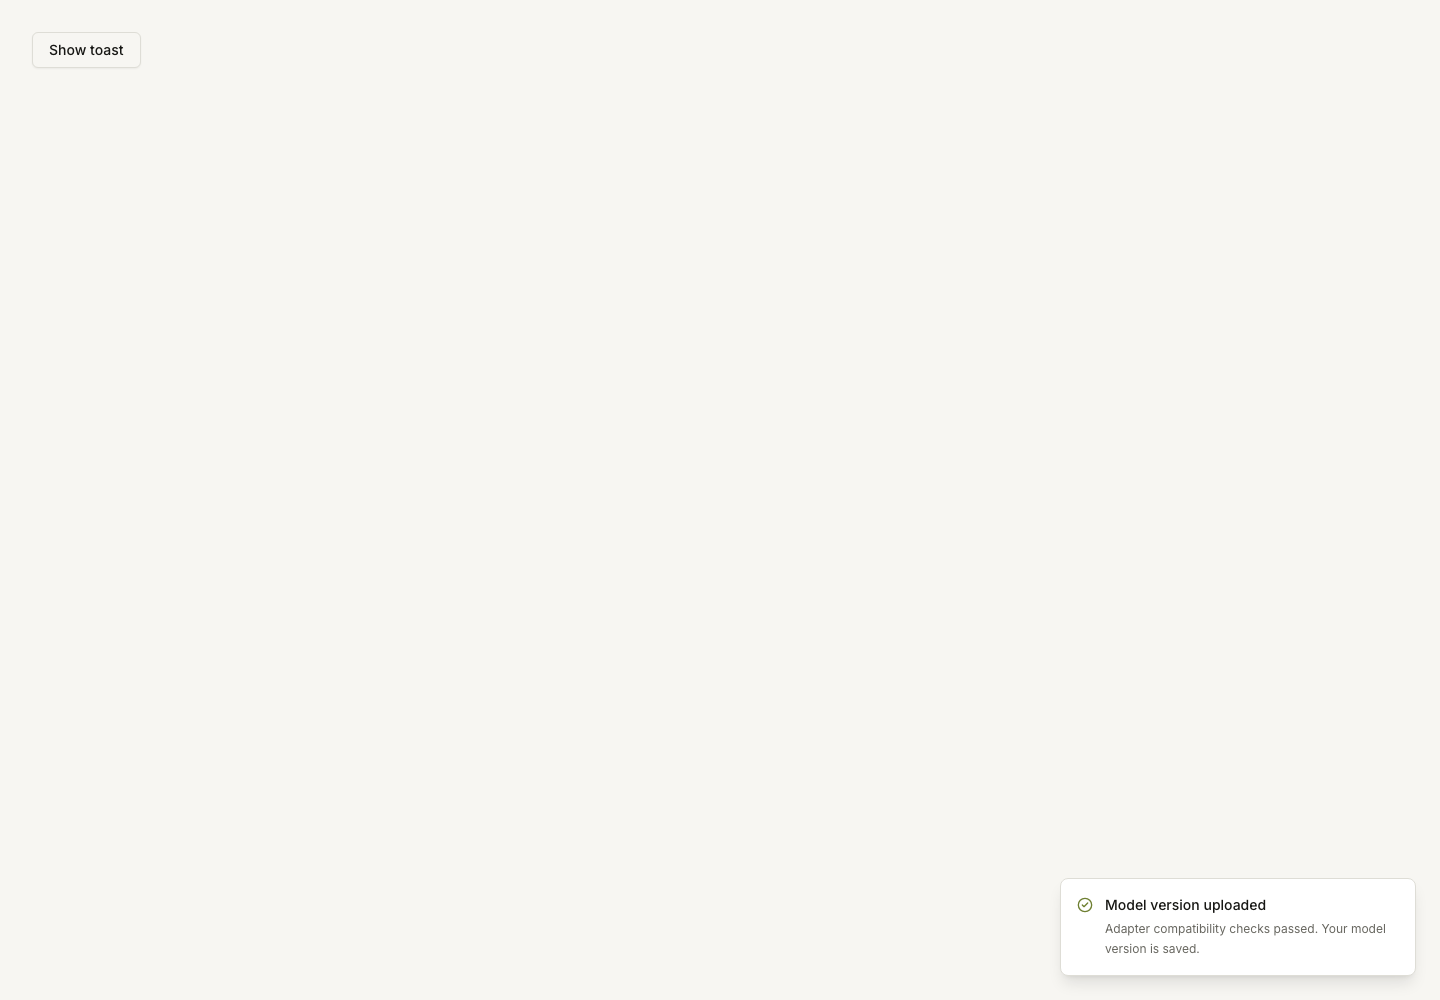 Show toast
Model version uploaded
Adapter compatibility checks passed. Your model
version is saved.